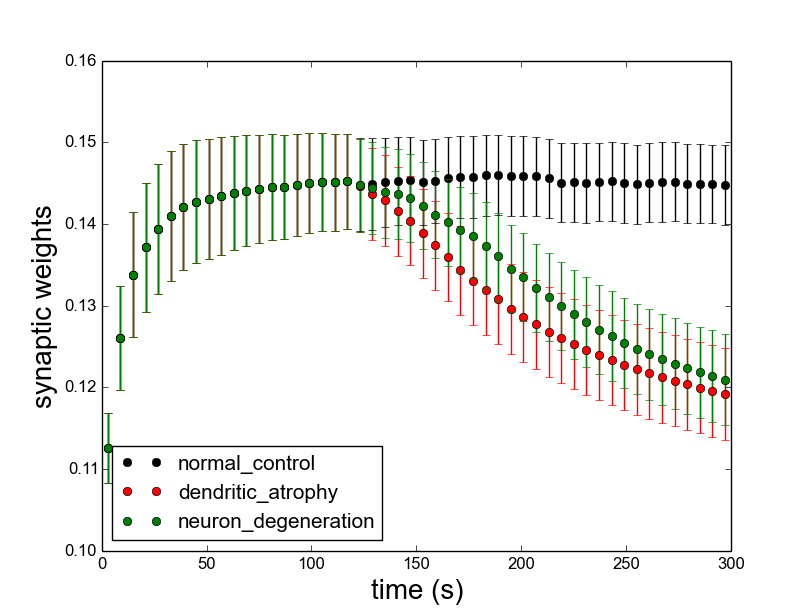 0.16
0.15
0.14
0.13
0.12
0.11
0.10
synaptic weights
normal_control
dendritic_atrophy
neuron_degeneration
0 50 100 150 200 250 300
time (s)